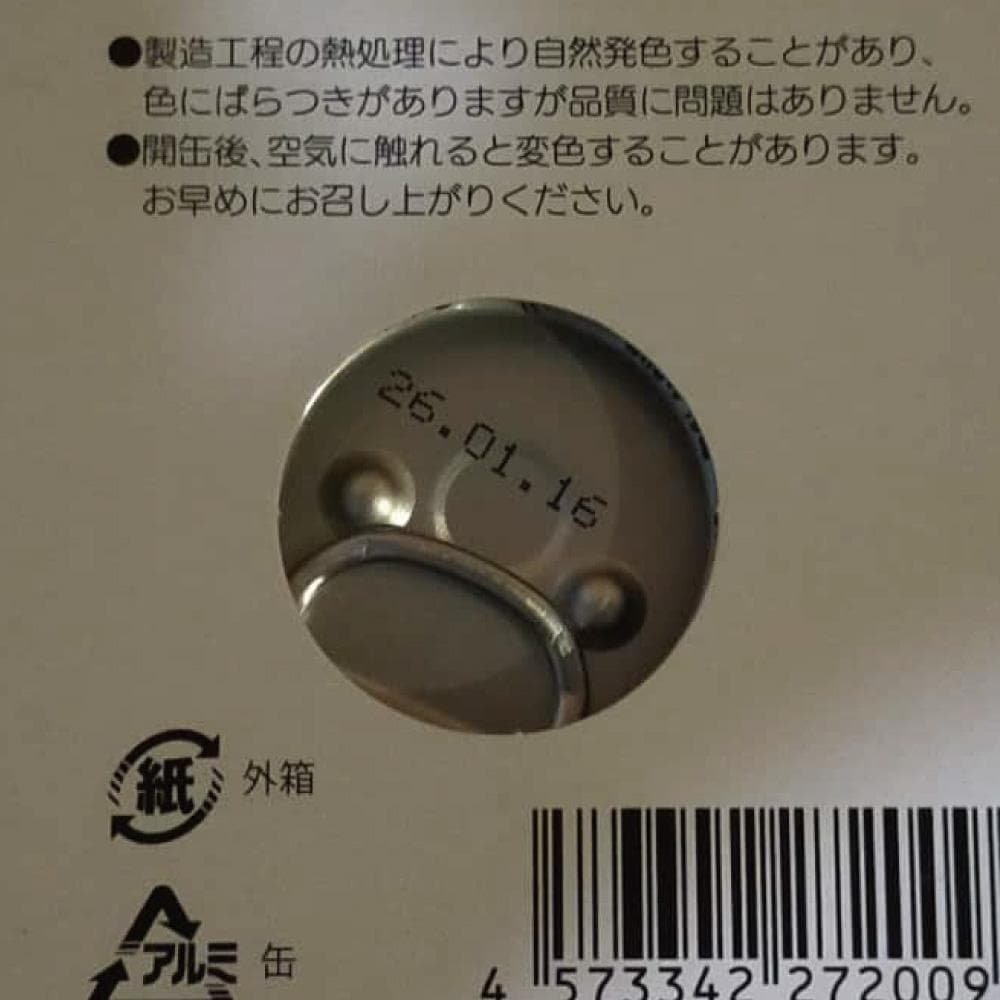 ●製造工程の熱処理により自然発色することがあり、
色にばらつきがありますが品質に問題はありません。
●開缶後、空気に触れると変色することがあります。
お早めにお召し上がりください。
26.01.16
紙 外箱
アルミ 缶
4 573342 272009